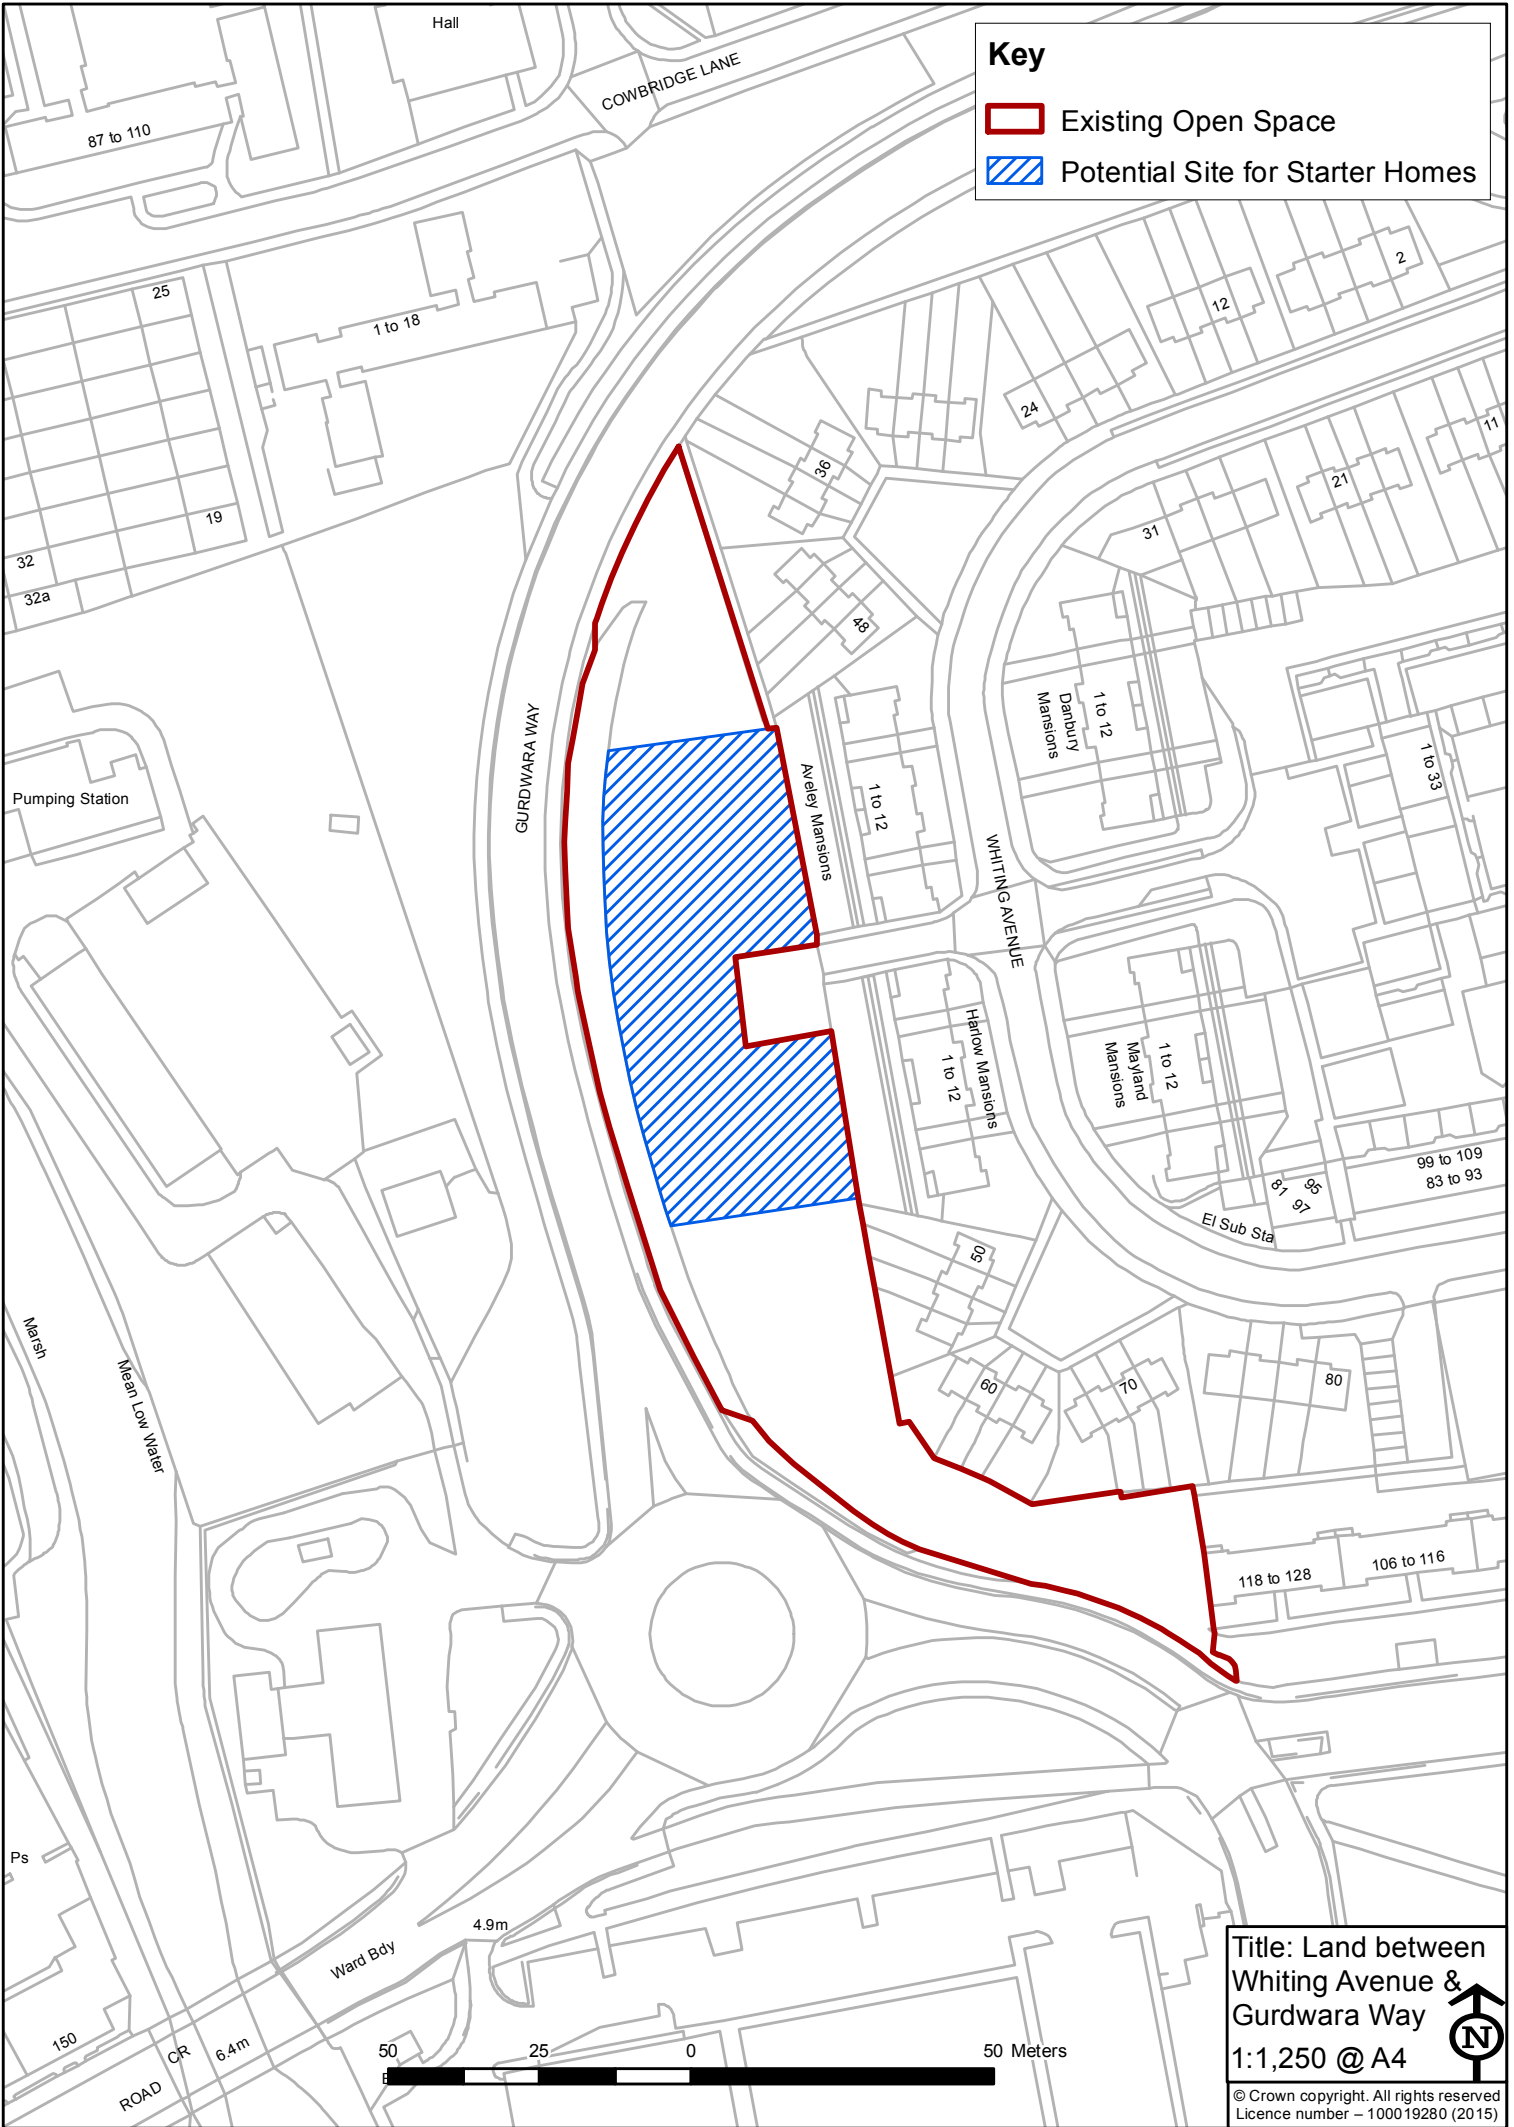 Hall
Key
Existing Open Space
Potential Site for Starter Homes
COWBRIDGE LANE
87 to 110
25
1 to 18
2
12
24
11
21
31
36
19
32
32a
48
GURDWARA WAY
Aveley Mansions
1 to 12
Danbury
Mansions
1 to 12
1 to 33
Pumping Station
WHITING AVENUE
Harlow Mansions
1 to 12
Mayland
Mansions
1 to 12
99 to 109
83 to 93
81
95
97
El Sub Sta
50
60
70
80
Marsh
Mean Low Water
118 to 128
106 to 116
Ps
4.9m
Ward Bdy
150
CR
6.4m
ROAD
50
25
0
50 Meters
Title: Land between
Whiting Avenue &
Gurdwara Way
1:1,250 @ A4
N
© Crown copyright. All rights reserved
Licence number – 100019280 (2015)